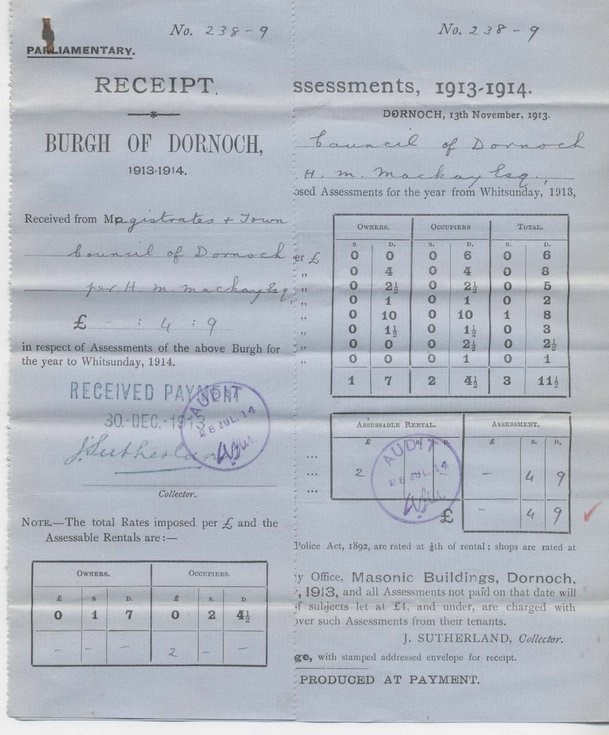 No. 238-9
PARLIAMENTARY.
RECEIPT.
BURGH OF DORNOCH,
1913-1914.
Received from Magistrates & Town
Council of Dornoch
per H M Mackay Esq
£ - : 4 : 9
in respect of Assessments of the above Burgh for
the year to Whitsunday, 1914.
RECEIVED PAYMENT
30. DEC. 1913
J. Sutherland
AUDIT
26 JUL 14
Collector.
NOTE.—The total Rates imposed per £ and the
Assessable Rentals are :—
OWNERS. OCCUPIERS.
£ S. D. £ S. D
0 1 7 0 2 4½
- - - 2 - -
No. 238-9
ssessments, 1913-1914.
DORNOCH, 13th November, 1913.
Council of Dornoch
H. M. Mackay Esq.,
osed Assessments for the year from Whitsunday, 1913,
OWNERS. OCCUPIERS TOTAL.
S. D. S. D. S. D.
er £ 0 0 0 6 0 6
" 0 4 0 4 0 8
" 0 2½ 0 2½ 0 5
" 0 1 0 1 0 2
" 0 10 0 10 1 8
" 0 1½ 0 1½ 0 3
" 0 0 0 2½ 0 2½
" 0 0 0 1 0 1
1 7 2 4½ 3 11½
ASSESSABLE RENTAL. ASSESSMENT.
£ S. D. £ S. D.
...
... 2 - 4 9
...
£ - 4 9
AUDIT
26 JUL 14
Police Act, 1892, are rated at ¼th of rental ; shops are rated at
y Office, Masonic Buildings, Dornoch,
, 1913, and all Assessments not paid on that date will
f subjects let at £4, and under, are charged with
over such Assessments from their tenants.
J. SUTHERLAND, Collector.
ge, with stamped addressed envelope for receipt.
PRODUCED AT PAYMENT.